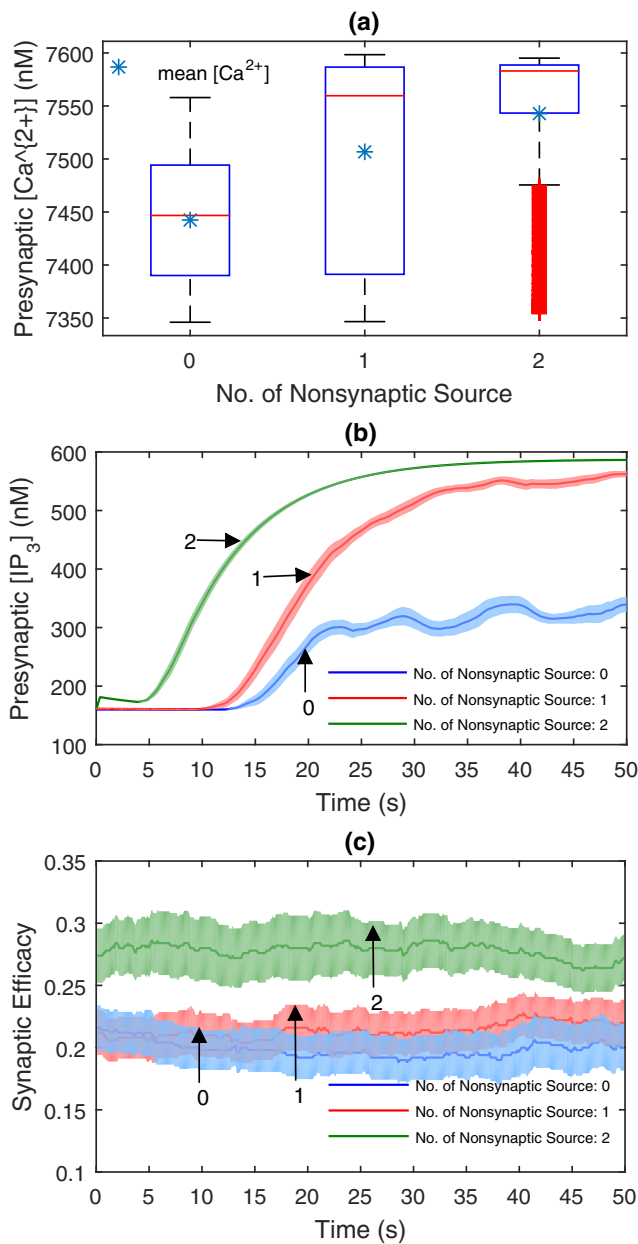 (a)
Presynaptic [Ca^{2+}] (nM)
7600
7550
7500
7450
7400
7350
mean [Ca2+]
0
1
2
No. of Nonsynaptic Source
(b)
Presynaptic [IP3] (nM)
600
500
400
300
200
100
2
1
0
No. of Nonsynaptic Source: 0
No. of Nonsynaptic Source: 1
No. of Nonsynaptic Source: 2
0 5 10 15 20 25 30 35 40 45 50
Time (s)
(c)
Synaptic Efficacy
0.35
0.3
0.25
0.2
0.15
0.1
2
0
1
No. of Nonsynaptic Source: 0
No. of Nonsynaptic Source: 1
No. of Nonsynaptic Source: 2
0 5 10 15 20 25 30 35 40 45 50
Time (s)